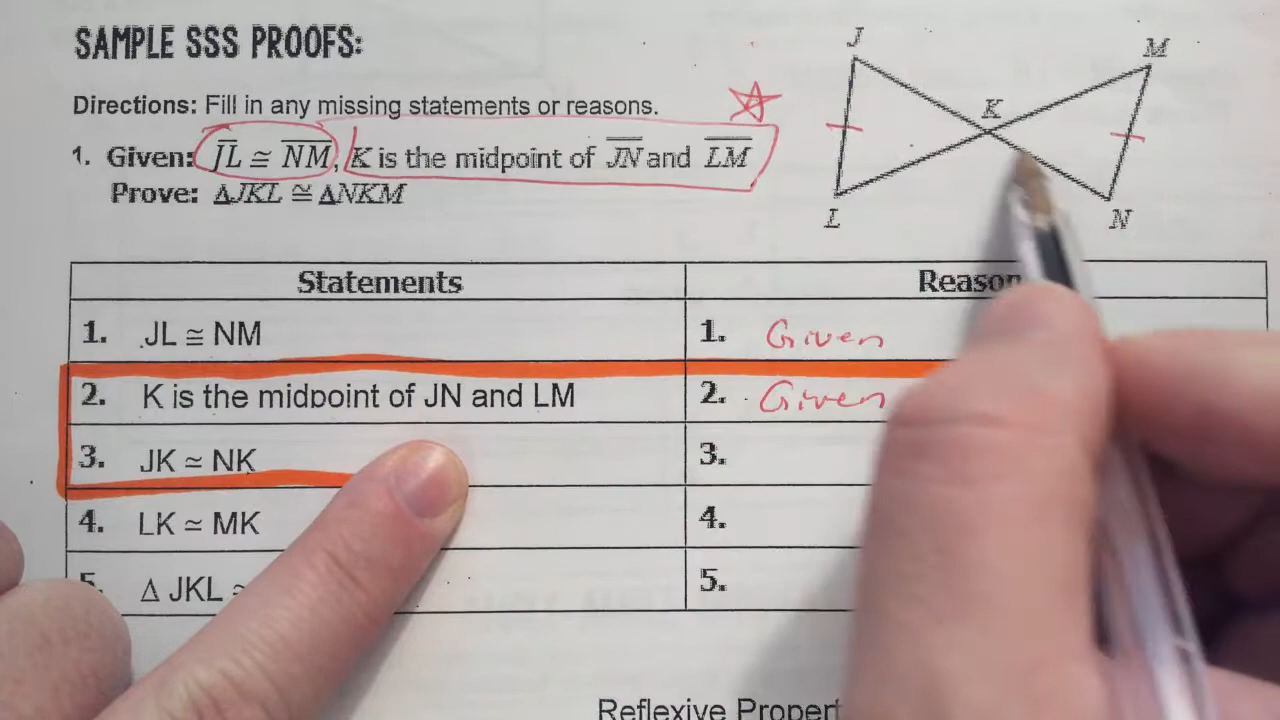 SAMPLE SSS PROOFS:
Directions: Fill in any missing statements or reasons.
1. Given: JL ≅ NM, K is the midpoint of JN and LM
Prove: ΔJKL ≅ ΔNKM
J
M
K
L
N
Statements
Reason
1. JL ≅ NM
1. Given
2. K is the midpoint of JN and LM
2. Given
3. JK ≃ NK
3.
4. LK ≃ MK
4.
5. Δ JKL
5.
Reflexive Propert